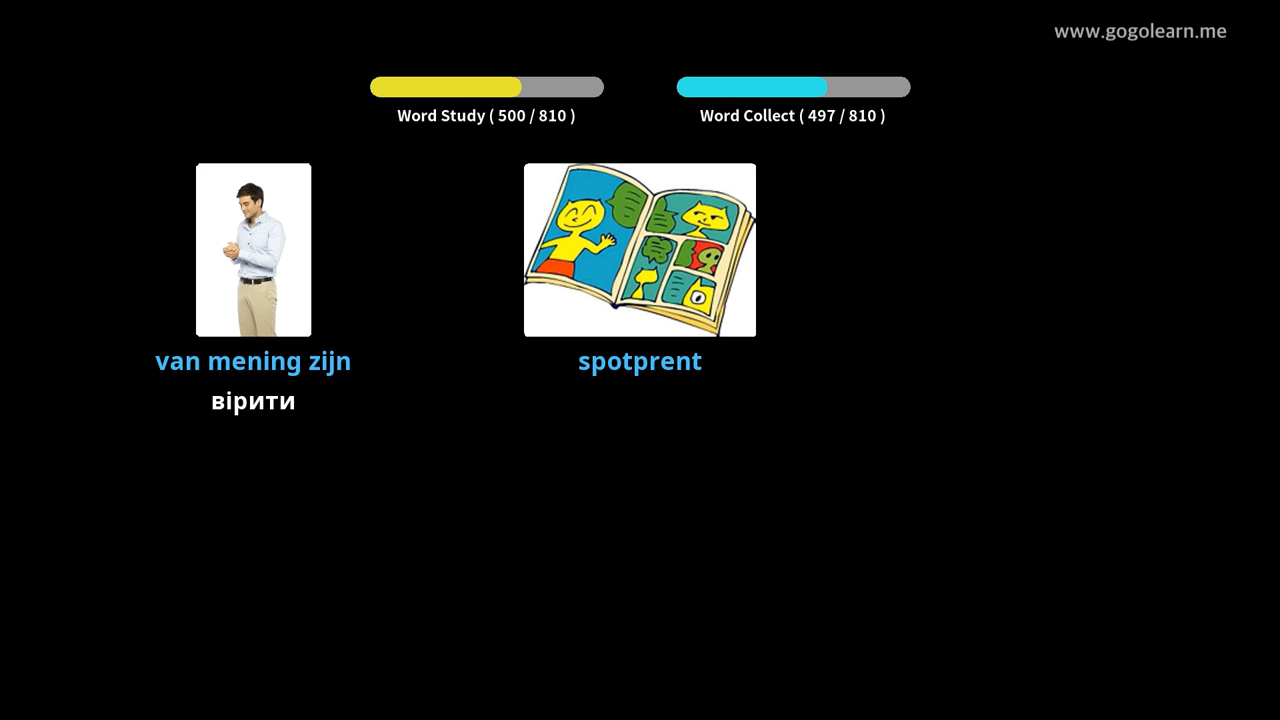 www.gogolearn.me
Word Study ( 500 / 810 )
Word Collect ( 497 / 810 )
van mening zijn
spotprent
вірити